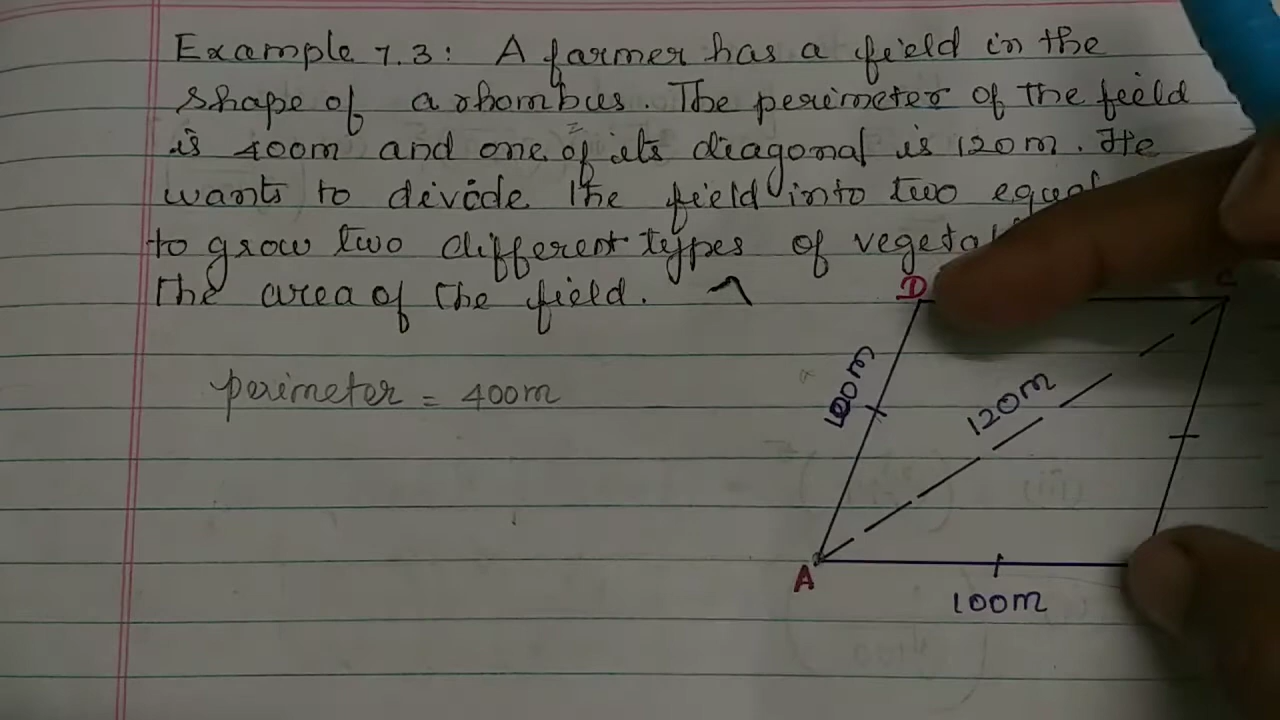 Example 7.3: A farmer has a field in the
shape of a rhombus. The perimeter of the field
is 400m and one of its diagonal is 120m. He
wants to divide the field into two equal
to grow two different types of
the area of the field.
D
C
perimeter = 400m
100m
120m
A
100m